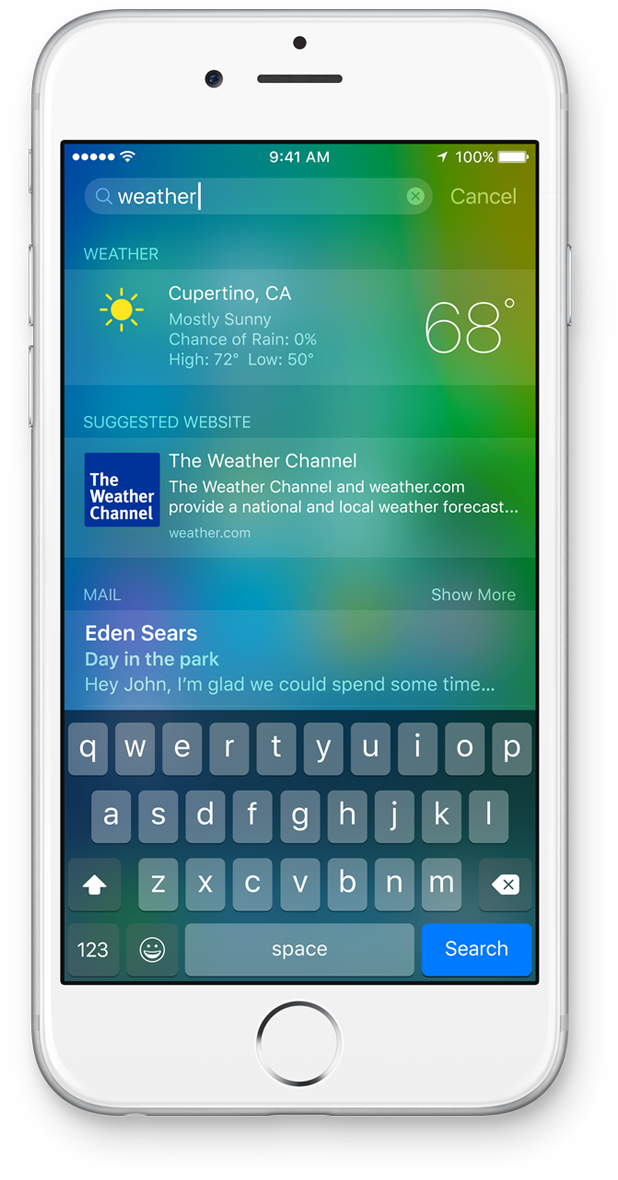 9:41 AM 100%
weather Cancel
WEATHER
Cupertino, CA
Mostly Sunny
Chance of Rain: 0%
High: 72° Low: 50°
68°
SUGGESTED WEBSITE
The Weather Channel
The
Weather
Channel
The Weather Channel and weather.com
provide a national and local weather forecast...
weather.com
MAIL Show More
Eden Sears
Day in the park
Hey John, I'm glad we could spend some time...
q w e r t y u i o p
a s d f g h j k l
z x c v b n m
123 space Search